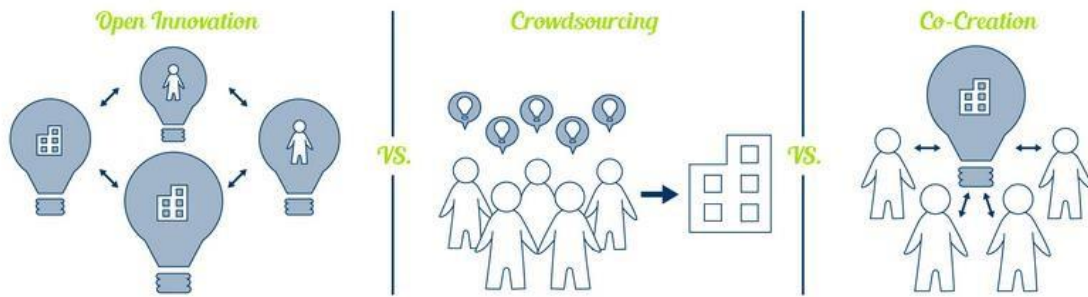 Open Innovation
VS.
Crowdsourcing
VS.
Co-Creation